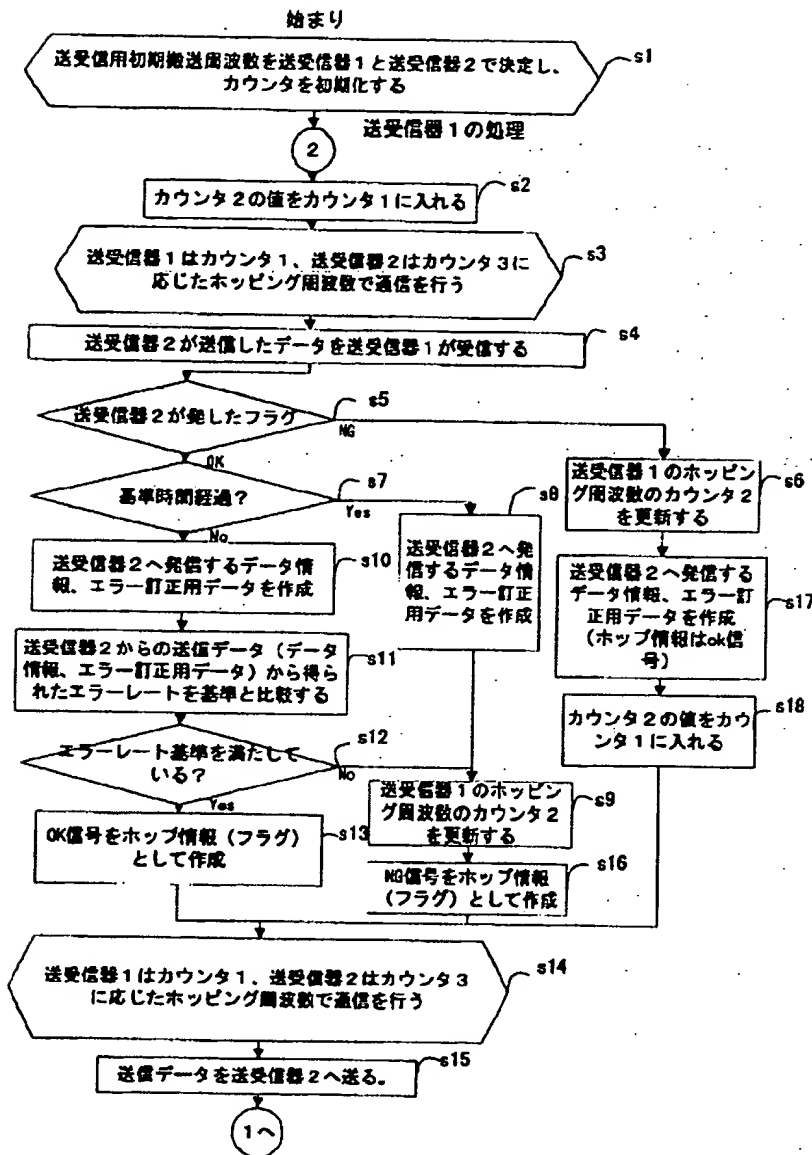 始まり
送受信用初期搬送周波数を送受信器1と送受信器2で決定し、
カウンタを初期化する
s1
送受信器1の処理
2
カウンタ2の値をカウンタ1に入れる
s2
送受信器1はカウンタ1、送受信器2はカウンタ3に
応じたホッピング周波数で通信を行う
s3
送受信器2が送信したデータを送受信器1が受信する
s4
送受信器2が発したフラグ
s5
NG
OK
送受信器1のホッピン
グ周波数のカウンタ2
を更新する
s6
基準時間経過?
s7
Yes
No
送受信器2へ発
信するデータ情
報、エラー訂正
用データを作成
s8
送受信器2へ発信するデータ情
報、エラー訂正用データを作成
s10
送受信器2へ発信する
データ情報、エラー訂
正用データを作成
(ホップ情報はok信
号)
s17
送受信器2からの送信データ(データ
情報、エラー訂正用データ)から得ら
れたエラーレートを基準と比較する
s11
カウンタ2の値をカウ
ンタ1に入れる
s18
エラーレート基準を満たして
いる?
s12
No
Yes
送受信器1のホッピン
グ周波数のカウンタ2
を更新する
s9
OK信号をホップ情報(フラグ)
として作成
s13
NG信号をホップ情報
(フラグ)として作成
s16
送受信器1はカウンタ1、送受信器2はカウンタ3
に応じたホッピング周波数で通信を行う
s14
送信データを送受信器2へ送る。
s15
1へ